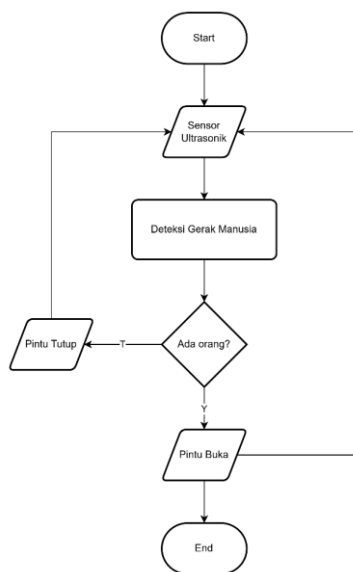 Start
Sensor
Ultrasonik
Deteksi Gerak Manusia
Ada orang?
T
Pintu Tutup
Y
Pintu Buka
End